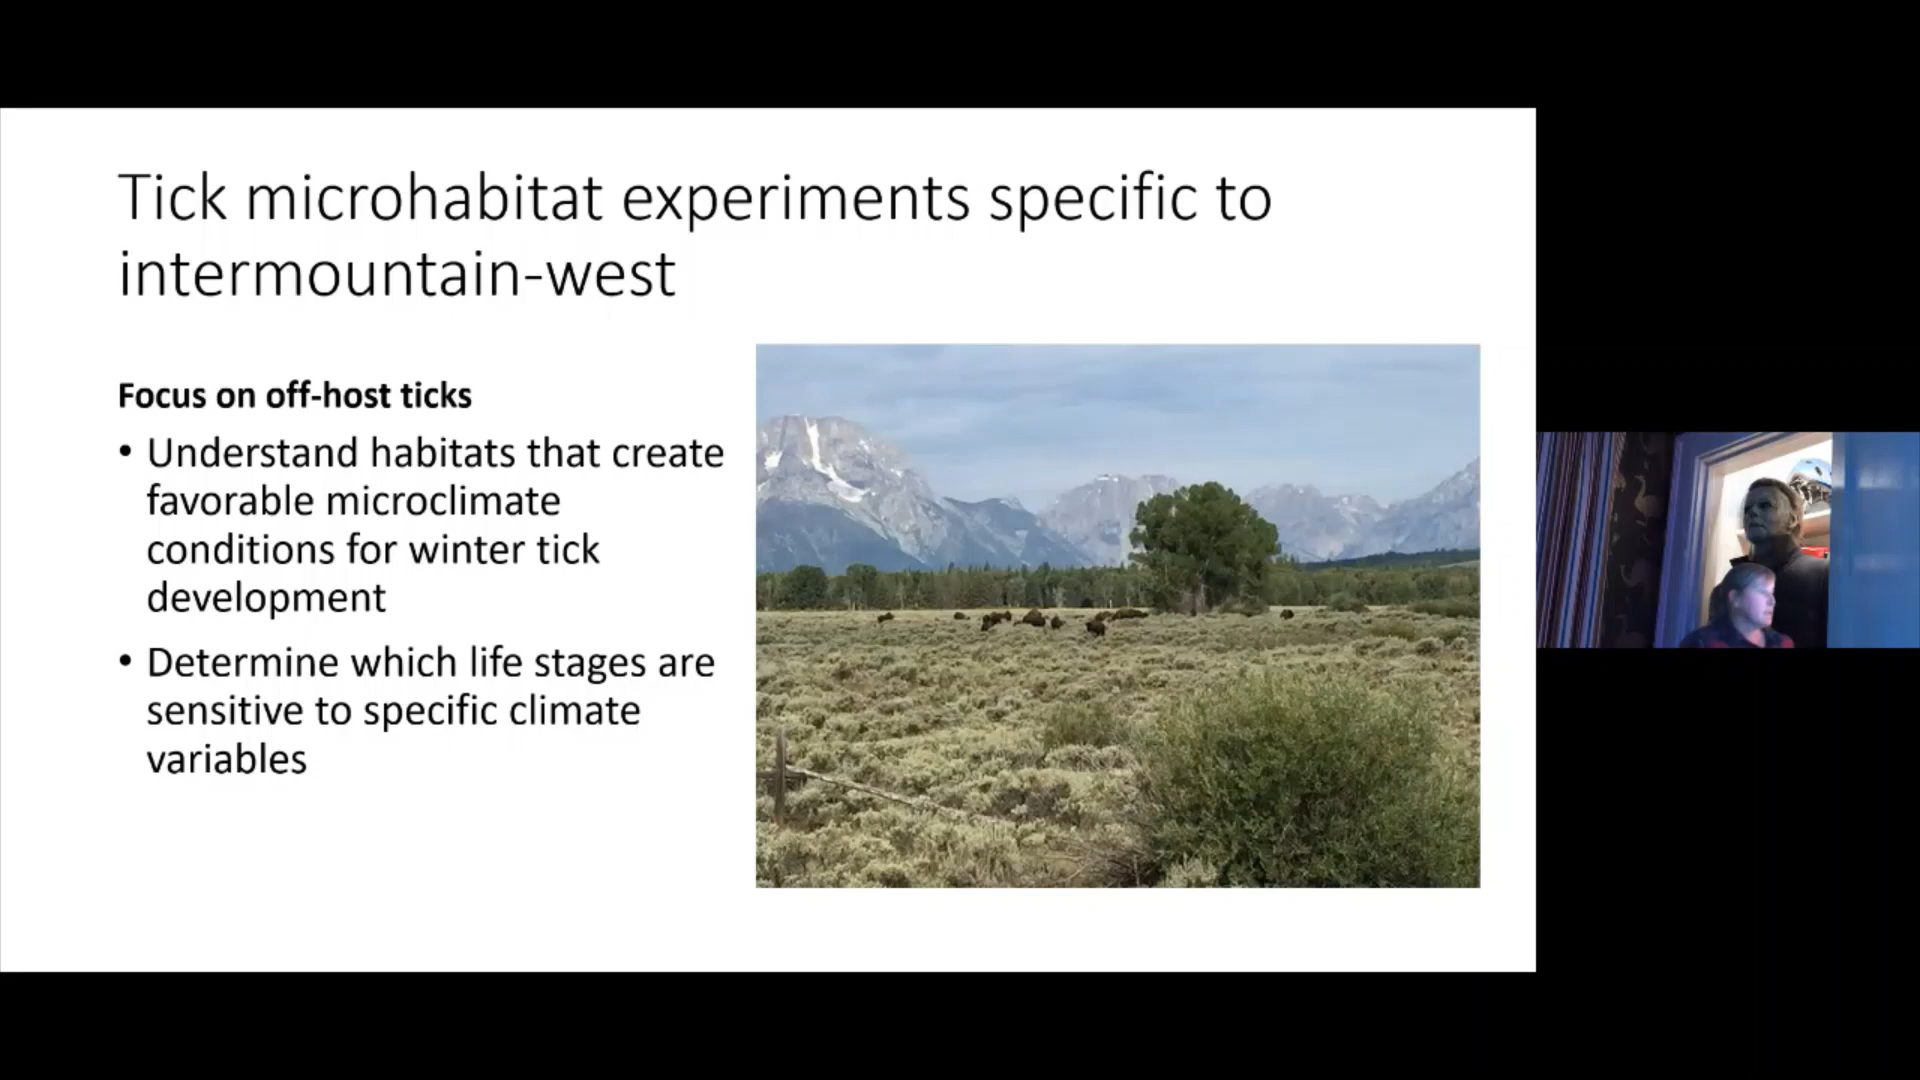 Tick microhabitat experiments specific to
intermountain-west
Focus on off-host ticks
• Understand habitats that create
favorable microclimate
conditions for winter tick
development
• Determine which life stages are
sensitive to specific climate
variables